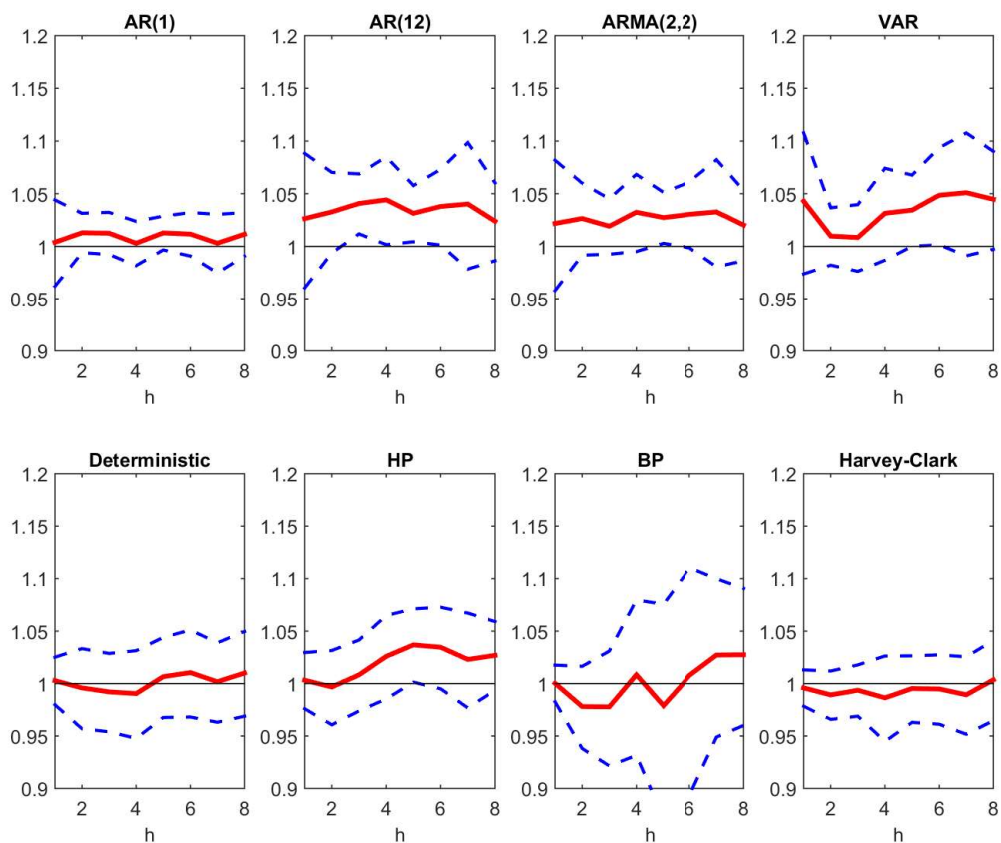 AR(1) AR(12) ARMA(2,2) VAR
1.2 1.2 1.2 1.2
1.15 1.15 1.15 1.15
1.1 1.1 1.1 1.1
1.05 1.05 1.05 1.05
1 1 1 1
0.95 0.95 0.95 0.95
0.9 0.9 0.9 0.9
2 4 6 8 2 4 6 8 2 4 6 8 2 4 6 8
h h h h
Deterministic HP BP Harvey-Clark
1.2 1.2 1.2 1.2
1.15 1.15 1.15 1.15
1.1 1.1 1.1 1.1
1.05 1.05 1.05 1.05
1 1 1 1
0.95 0.95 0.95 0.95
0.9 0.9 0.9 0.9
2 4 6 8 2 4 6 8 2 4 6 8 2 4 6 8
h h h h